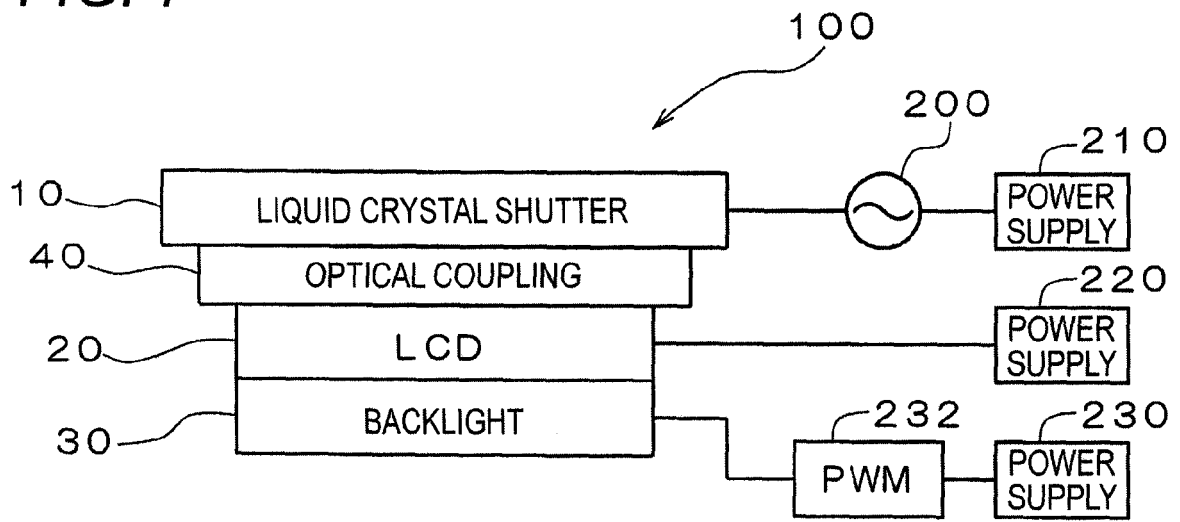 100
200
210
10
LIQUID CRYSTAL SHUTTER
POWER
SUPPLY
40
OPTICAL COUPLING
220
20
LCD
POWER
SUPPLY
30
BACKLIGHT
232
230
PWM
POWER
SUPPLY